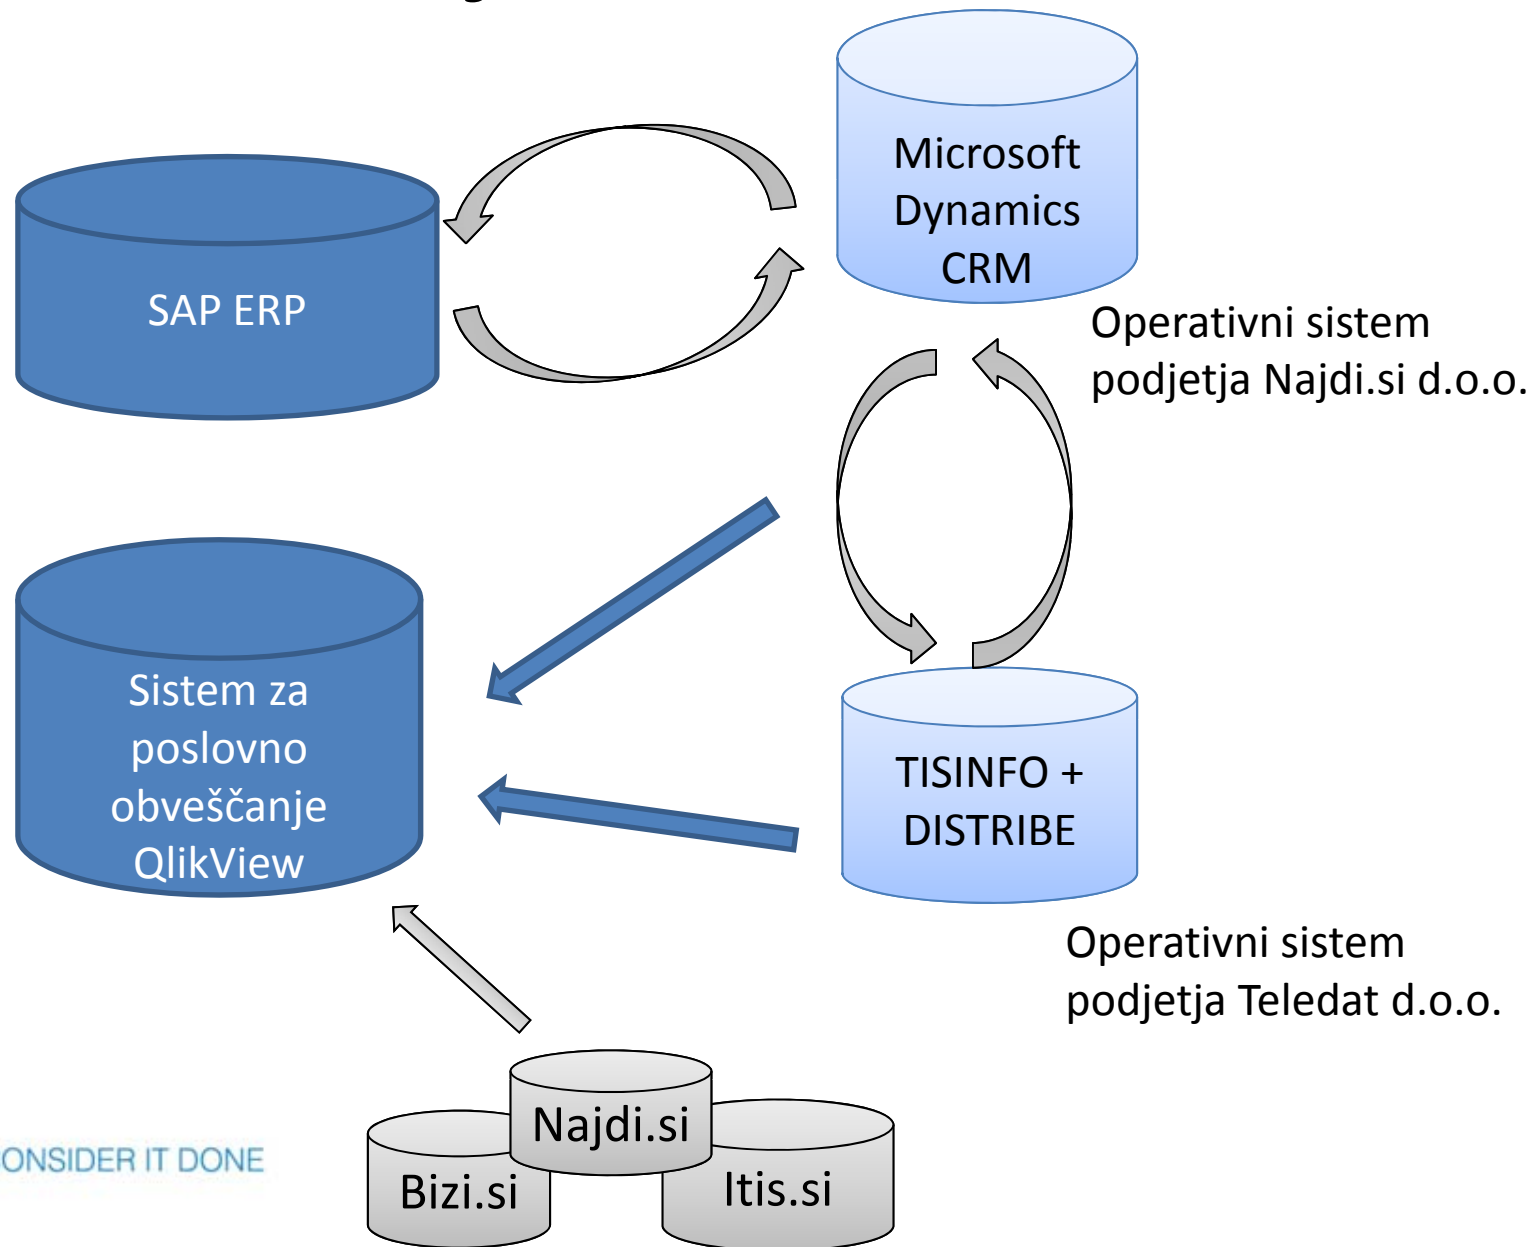 Microsoft
Dynamics
CRM
SAP ERP
Operativni sistem
podjetja Najdi.si d.o.o.
Sistem za
poslovno
obveščanje
QlikView
TISINFO +
DISTRIBE
Operativni sistem
podjetja Teledat d.o.o.
Najdi.si
Bizi.si
Itis.si
ONSIDER IT DONE